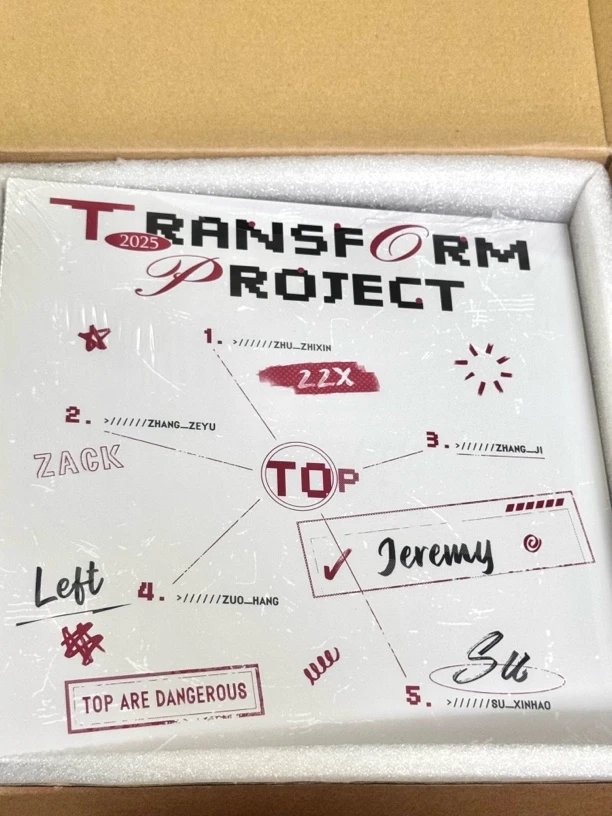 TRANSFORM
2025
PROJECT
1. >//////ZHU_ZHIXIN
ZZX
2. >//////ZHANG_ZEYU
ZACK
3. >//////ZHANG_JI
TOP
Jeremy
Left
4. >//////ZUO_HANG
Su
TOP ARE DANGEROUS
5. >//////SU_XINHAO